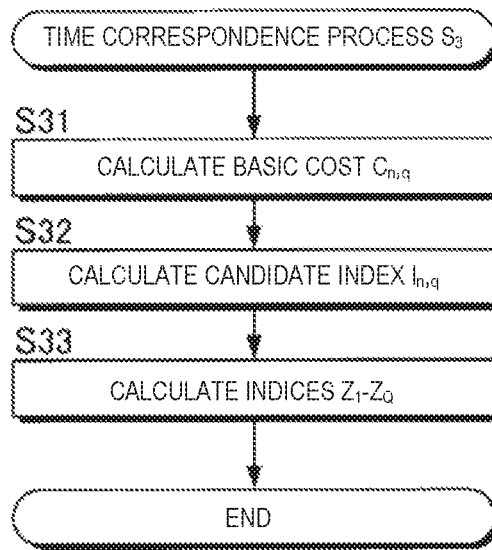 TIME CORRESPONDENCE PROCESS S₃
S31
CALCULATE BASIC COST Cₙ,q
S32
CALCULATE CANDIDATE INDEX Iₙ,q
S33
CALCULATE INDICES Z₁-Z_Q
END